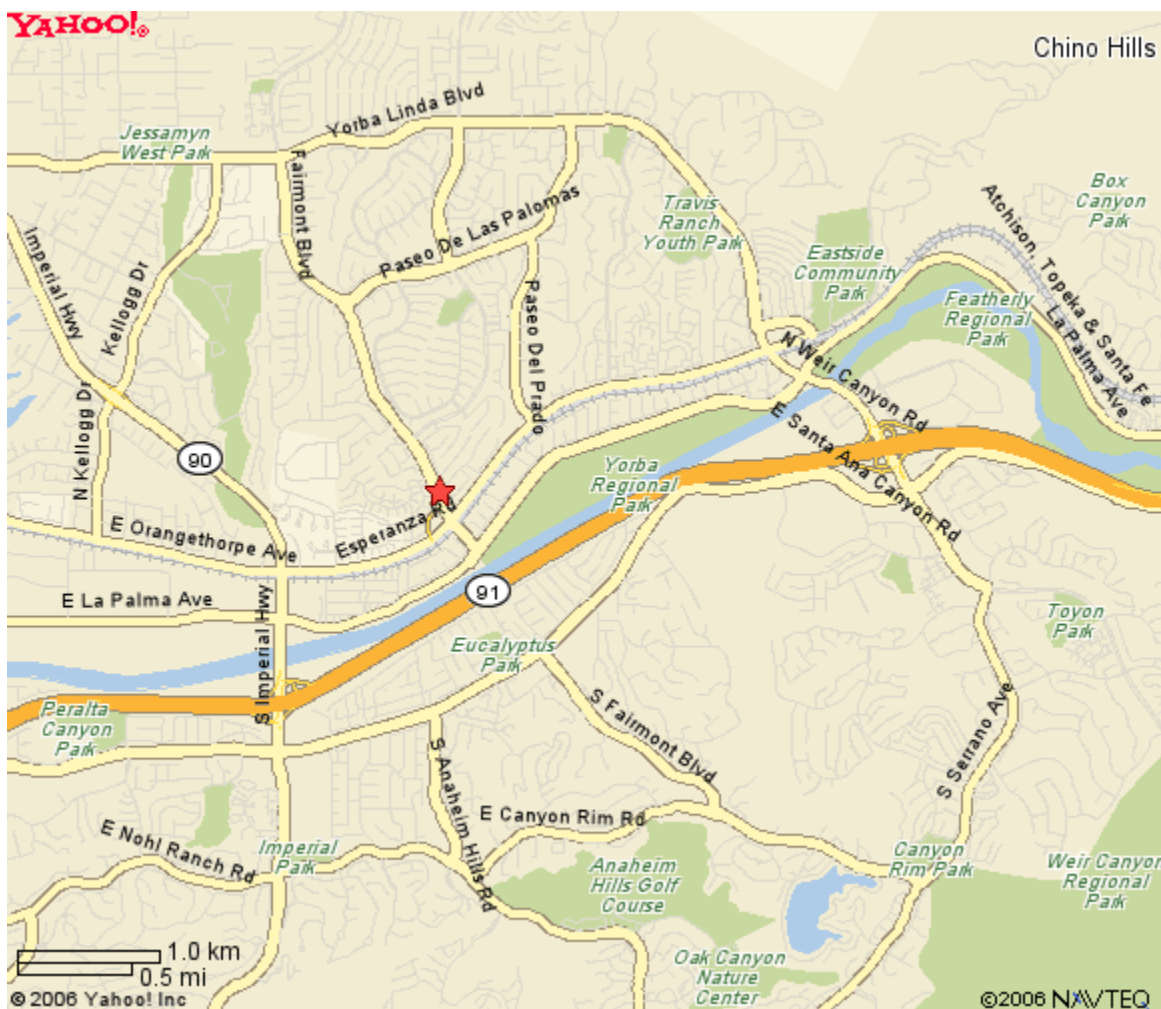 YAHOO!®
Chino Hills
Yorba Linda Blvd
Jessamyn
West Park
Fairmont Blvd
Paseo De Las Palomas
Travis
Ranch
Youth Park
Box
Canyon
Park
Atchison, Topeka & Santa Fe
Eastside
Community
Park
Featherly
Regional
Park
La Palma Ave
Imperial Hwy
Kellogg Dr
Paseo Del Prado
N Weir Canyon Rd
N Kellogg Dr
90
E Santa Ana Canyon Rd
Yorba
Regional
Park
E Orangethorpe Ave
Esperanza Rd
E La Palma Ave
91
S Imperial Hwy
Eucalyptus
Park
Toyon
Park
Peralta
Canyon
Park
S Fairmont Blvd
S Serrano Ave
S Anaheim Hills Rd
E Canyon Rim Rd
E Nohl Ranch Rd
Imperial
Park
Anaheim
Hills Golf
Course
Canyon
Rim Park
Weir Canyon
Regional
Park
1.0 km
0.5 mi
Oak Canyon
Nature
Center
© 2006 Yahoo! Inc
©2006 NAVTEQ